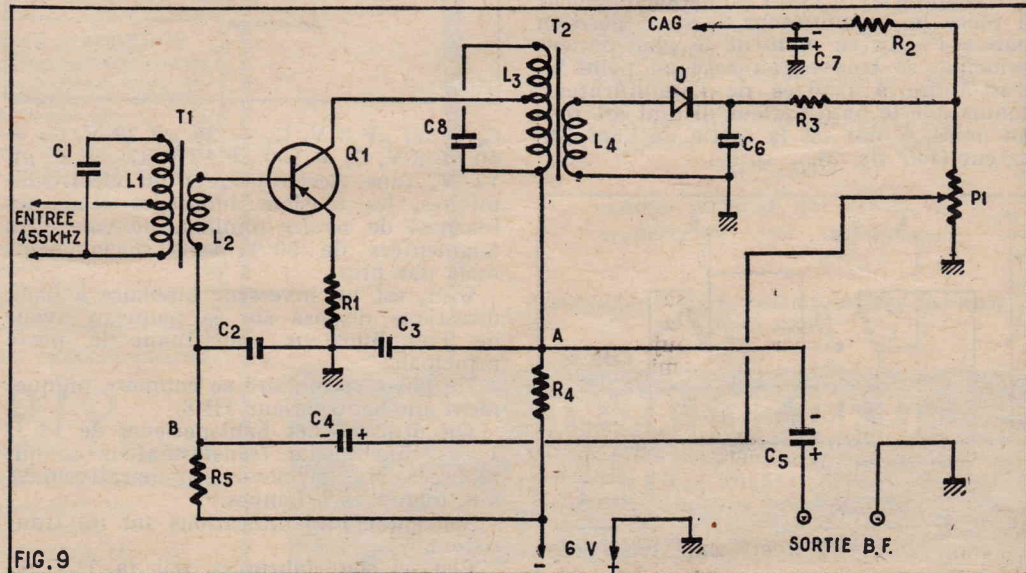 CAG
R2
C7
-
+
T2
L3
C8
L4
D
C6
R3
P1
T1
C1
L1
L2
ENTREE
455KHZ
Q1
R1
C2
C3
A
R4
B
C4
-
+
R5
C5
-
+
-
6 V
+
SORTIE B.F.
FIG.9